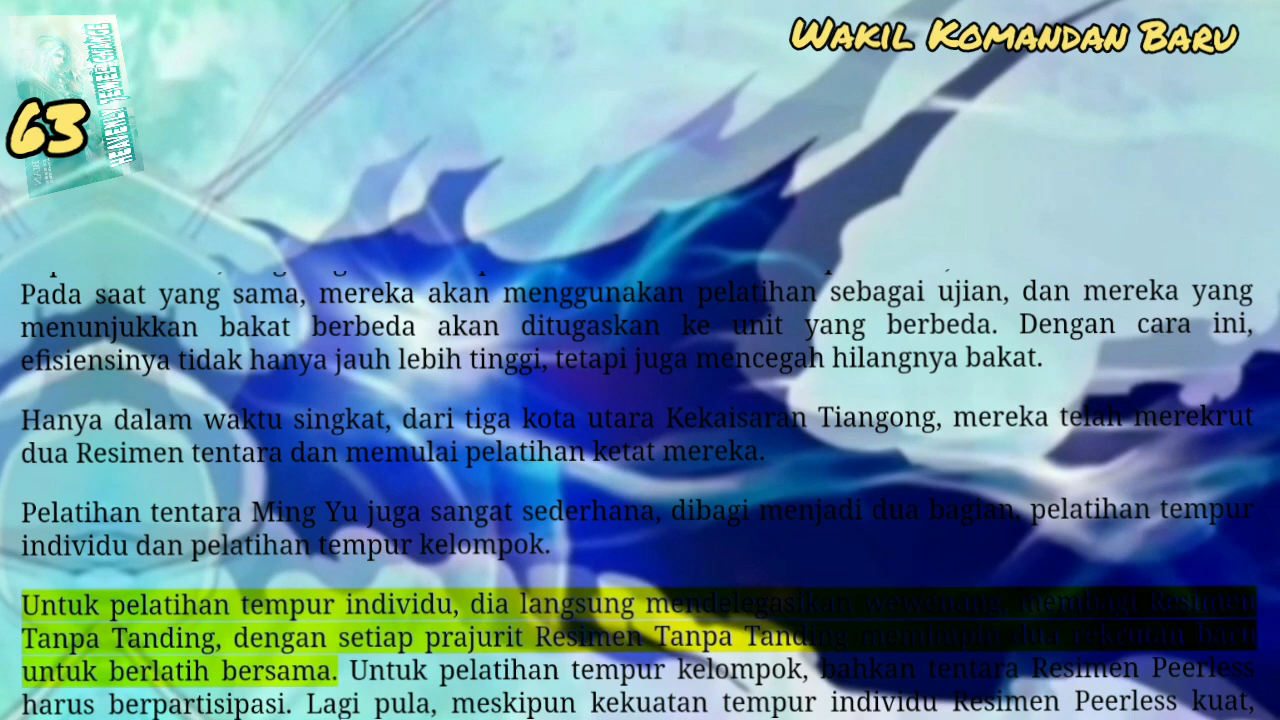 Wakil Komandan Baru
63
HEAVENLY JEWEL CHANGE
Pada saat yang sama, mereka akan menggunakan pelatihan sebagai ujian, dan mereka yang
menunjukkan bakat berbeda akan ditugaskan ke unit yang berbeda. Dengan cara ini,
efisiensinya tidak hanya jauh lebih tinggi, tetapi juga mencegah hilangnya bakat.
Hanya dalam waktu singkat, dari tiga kota utara Kekaisaran Tiangong, mereka telah merekrut
dua Resimen tentara dan memulai pelatihan ketat mereka.
Pelatihan tentara Ming Yu juga sangat sederhana, dibagi menjadi dua bagian, pelatihan tempur
individu dan pelatihan tempur kelompok.
Untuk pelatihan tempur individu, dia langsung mendelegasikan wewenang, membagi Resimen
Tanpa Tanding, dengan setiap prajurit Resimen Tanpa Tanding memimpin dua rekrutan baru
untuk berlatih bersama. Untuk pelatihan tempur kelompok, bahkan tentara Resimen Peerless
harus berpartisipasi. Lagi pula, meskipun kekuatan tempur individu Resimen Peerless kuat,